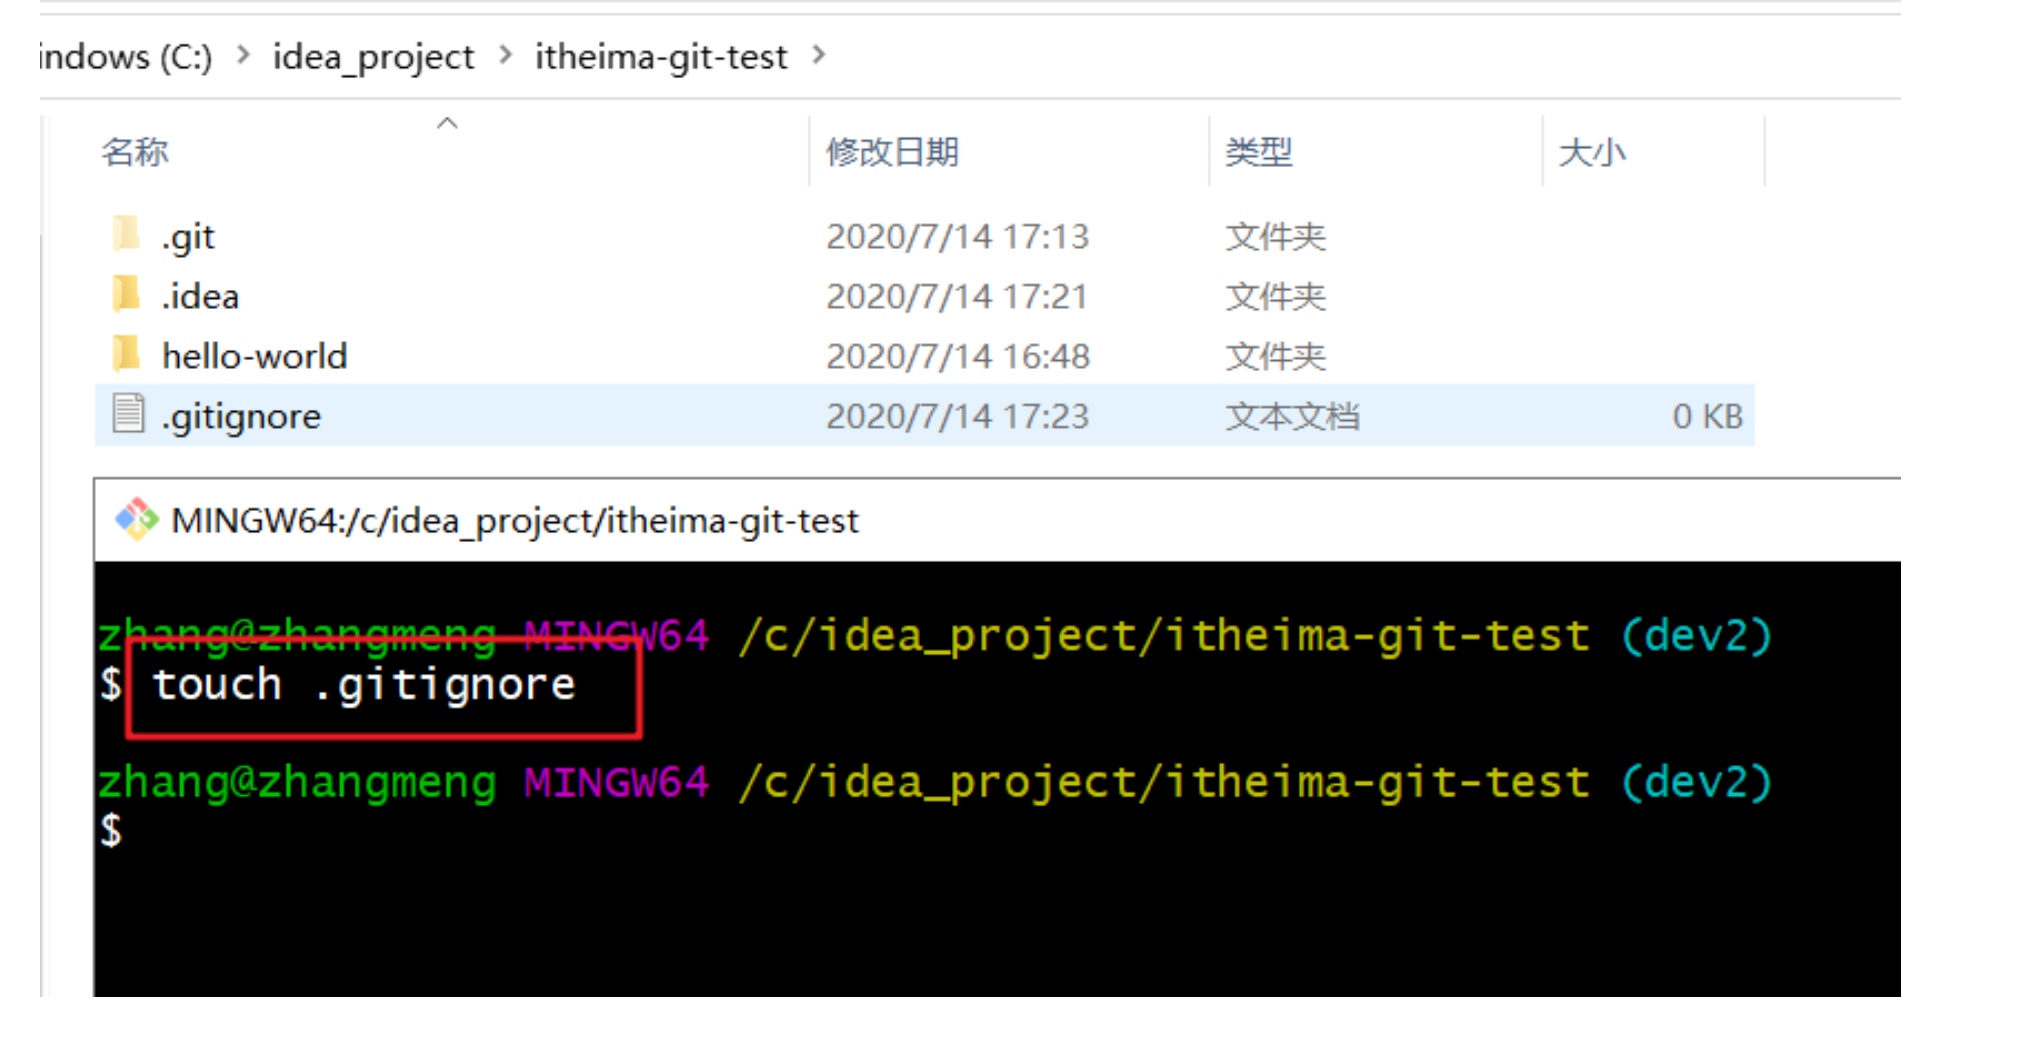 indows (C:) > idea_project > itheima-git-test >
名称 修改日期 类型 大小
.git 2020/7/14 17:13 文件夹
.idea 2020/7/14 17:21 文件夹
hello-world 2020/7/14 16:48 文件夹
.gitignore 2020/7/14 17:23 文本文档 0 KB
MINGW64:/c/idea_project/itheima-git-test
zhang@zhangmeng MINGW64 /c/idea_project/itheima-git-test (dev2)
$ touch .gitignore
zhang@zhangmeng MINGW64 /c/idea_project/itheima-git-test (dev2)
$